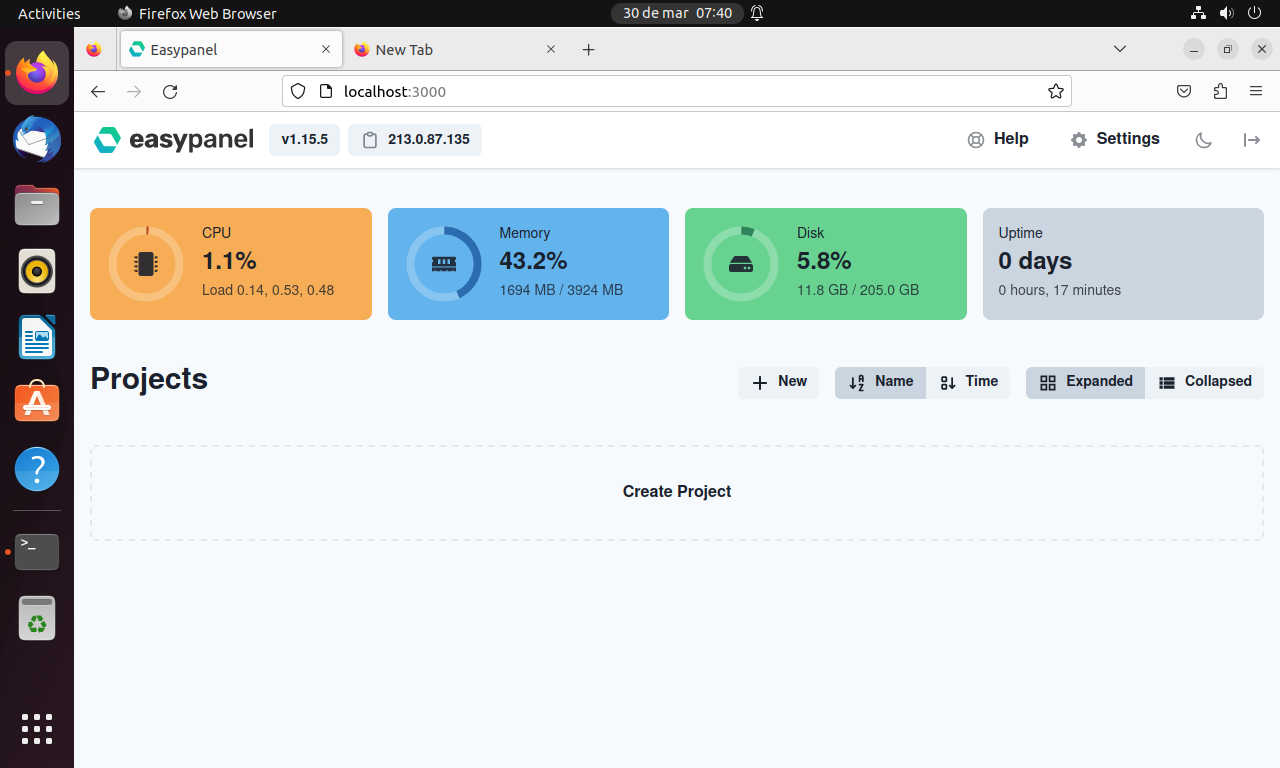 Activities Firefox Web Browser 30 de mar 07:40
Easypanel New Tab
localhost:3000
easypanel v1.15.5 213.0.87.135 Help Settings
CPU
1.1%
Load 0.14, 0.53, 0.48
Memory
43.2%
1694 MB / 3924 MB
Disk
5.8%
11.8 GB / 205.0 GB
Uptime
0 days
0 hours, 17 minutes
Projects New Name Time Expanded Collapsed
Create Project